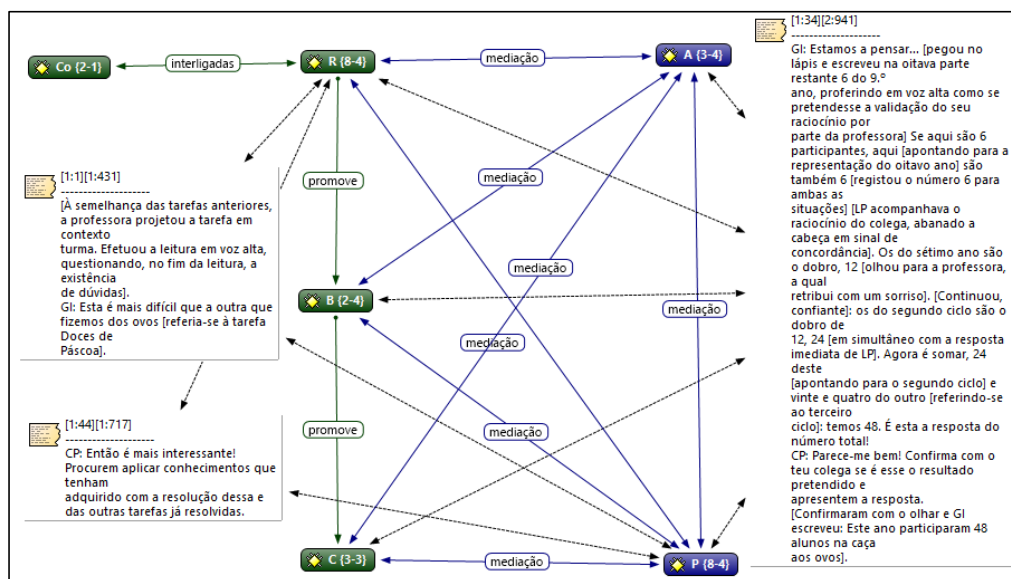 Co {2-1}
interligadas
R {8-4}
mediação
A {3-4}
[1:34][2:941]
--------------------
GI: Estamos a pensar... [pegou no
lápis e escreveu na oitava parte
restante 6 do 9.º
ano, proferindo em voz alta como se
pretendesse a validação do seu
raciocínio por
parte da professora] Se aqui são 6
participantes, aqui [apontando para a
representação do oitavo ano] são
também 6 [registou o número 6 para
ambas as
situações] [LP acompanhava o
raciocínio do colega, abanado a
cabeça em sinal de
concordância]. Os do sétimo ano são
o dobro, 12 [olhou para a professora,
a qual
retribui com um sorriso]. [Continuou,
confiante]: os do segundo ciclo são o
dobro de
12, 24 [em simultâneo com a resposta
imediata de LP]. Agora é somar, 24
deste
[apontando para o segundo ciclo] e
vinte e quatro do outro [referindo-se
ao terceiro
ciclo]: temos 48. É esta a resposta do
número total!
CP: Parece-me bem! Confirma com o
teu colega se é esse o resultado
pretendido e
apresentem a resposta.
[Confirmaram com o olhar e GI
escreveu: Este ano participaram 48
alunos na caça
aos ovos].
[1:1][1:431]
--------------------
[À semelhança das tarefas anteriores,
a professora projetou a tarefa em
contexto
turma. Efetuou a leitura em voz alta,
questionando, no fim da leitura, a
existência
de dúvidas].
GI: Esta é mais difícil que a outra que
fizemos dos ovos [referia-se à tarefa
Doces de
Páscoa].
promove
mediação
mediação
B {2-4}
mediação
mediação
[1:44][1:717]
--------------------
CP: Então é mais interessante!
Procurem aplicar conhecimentos que
tenham
adquirido com a resolução dessa e
das outras tarefas já resolvidas.
promove
mediação
C {3-3}
mediação
P {8-4}